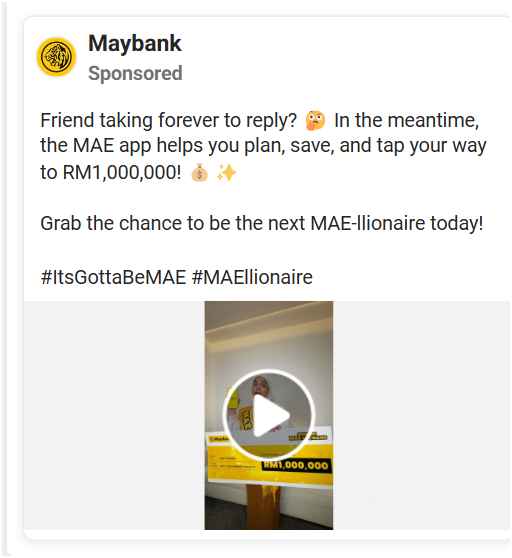 Maybank
Sponsored
Friend taking forever to reply? 🤔 In the meantime,
the MAE app helps you plan, save, and tap your way
to RM1,000,000! 💰 ✨
Grab the chance to be the next MAE-llionaire today!
#ItsGottaBeMAE #MAEllionaire
RM1,000,000